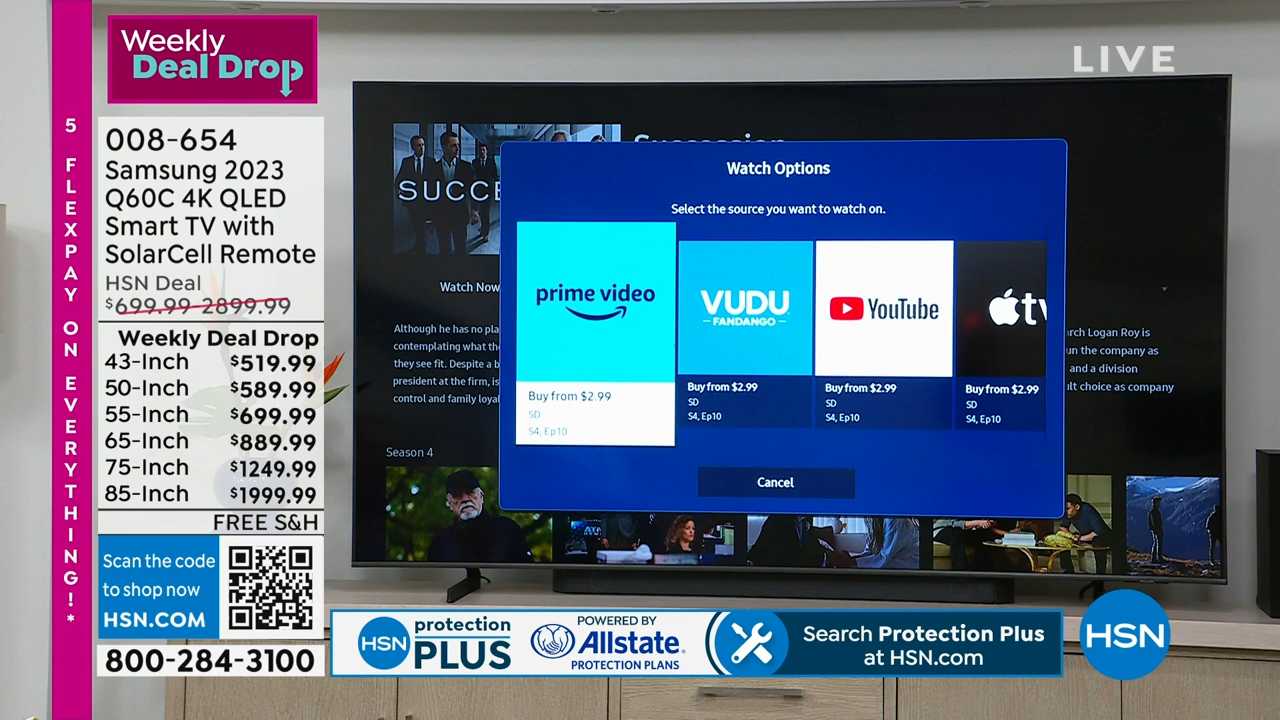 Weekly
Deal Drop
LIVE
5 FLEXPAY ON EVERYTHING!*
008-654
Samsung 2023
Q60C 4K QLED
Smart TV with
SolarCell Remote
HSN Deal
$699.99-2899.99
Weekly Deal Drop
43-Inch $519.99
50-Inch $589.99
55-Inch $699.99
65-Inch $889.99
75-Inch $1249.99
85-Inch $1999.99
FREE S&H
Scan the code
to shop now
HSN.COM
800-284-3100
Succession
SUCCE
Watch Now
Although he has no pla
contemplating what th
they see fit. Despite a b
president at the firm, is
control and family loyal
rch Logan Roy is
un the company as
and a division
ult choice as company
Season 4
Watch Options
Select the source you want to watch on.
prime video
Buy from $2.99
SD
S4, Ep10
VUDU
FANDANGO
Buy from $2.99
SD
S4, Ep10
YouTube
Buy from $2.99
SD
S4, Ep10
tv
Buy from $2.99
SD
S4, Ep10
Cancel
HSN
protection
PLUS
POWERED BY
Allstate
PROTECTION PLANS
Search Protection Plus
at HSN.com
HSN